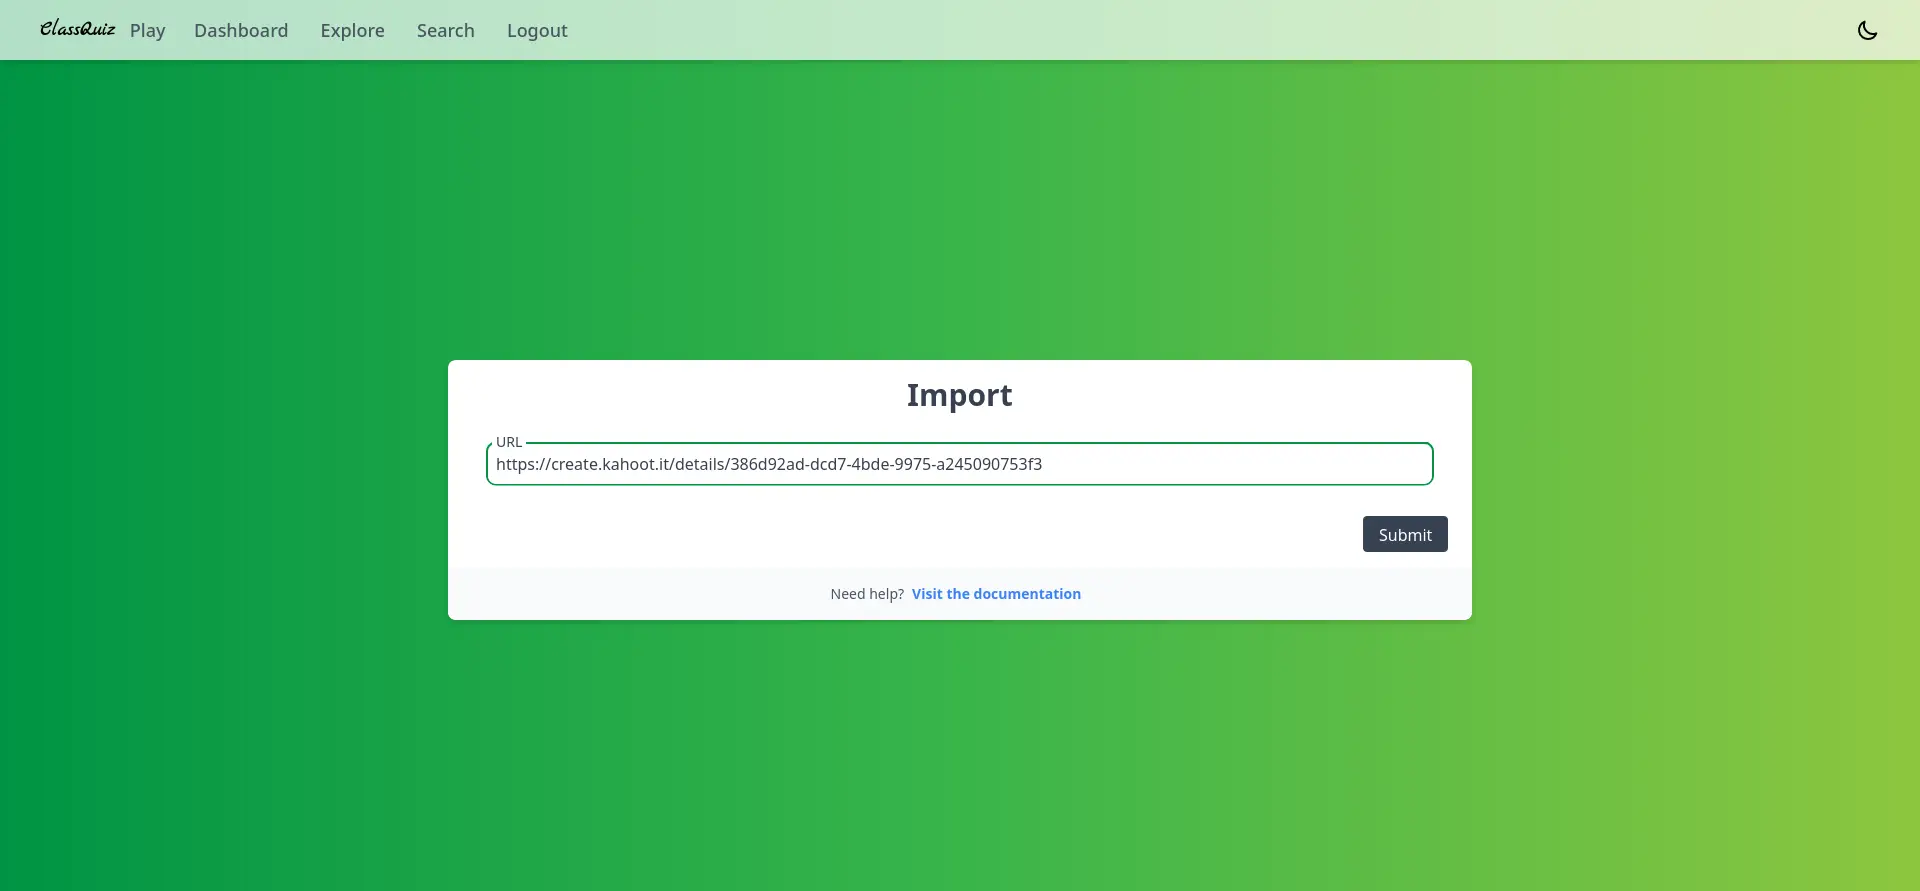 ClassQuiz Play Dashboard Explore Search Logout
Import
URL
https://create.kahoot.it/details/386d92ad-dcd7-4bde-9975-a245090753f3
Submit
Need help? Visit the documentation